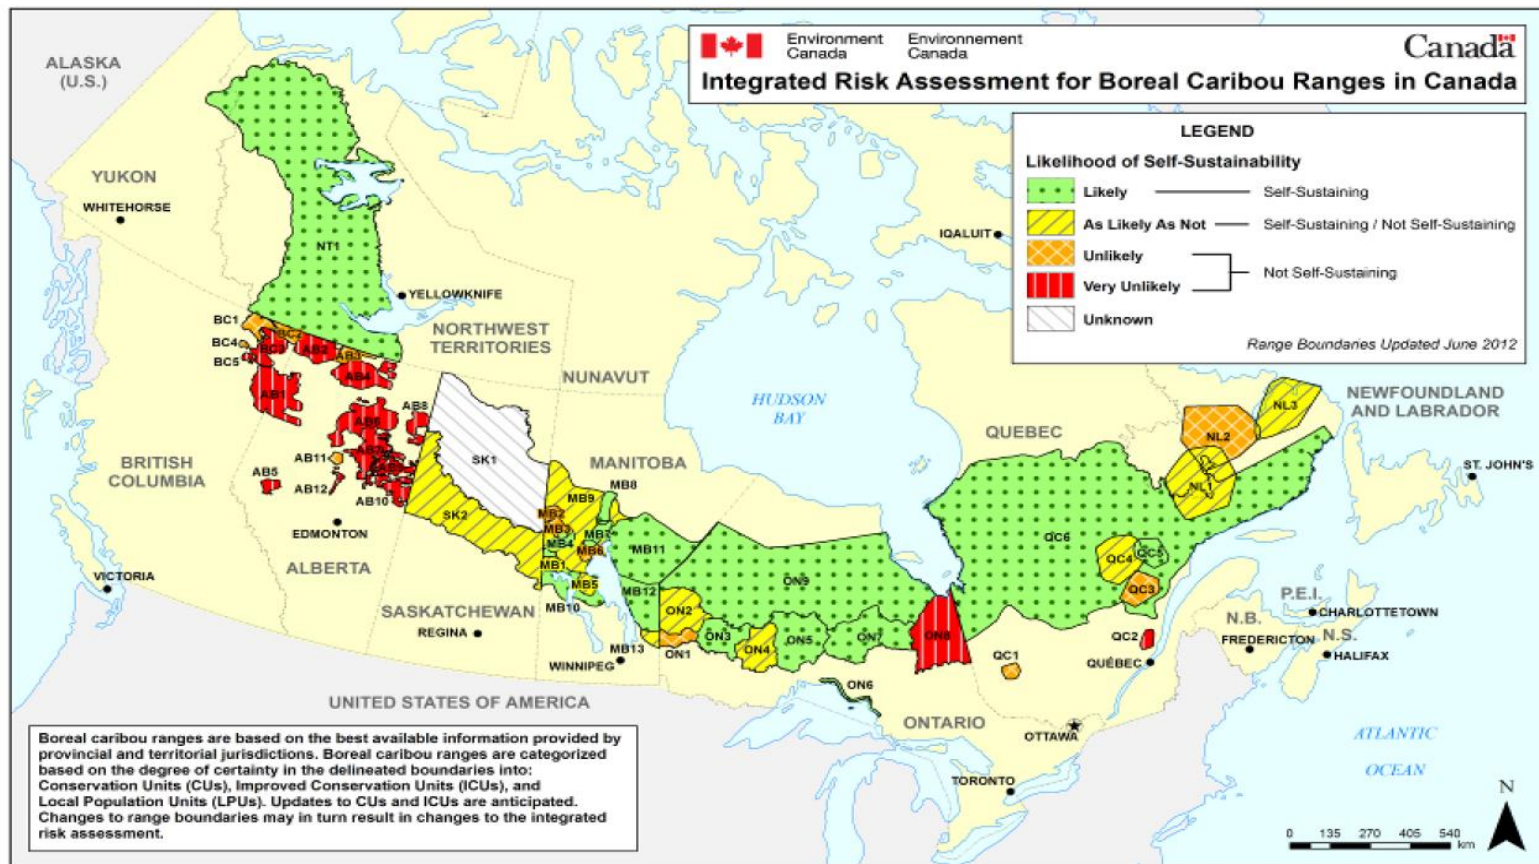 Environment
Canada
Environnement
Canada
Canada
Integrated Risk Assessment for Boreal Caribou Ranges in Canada
LEGEND
Likelihood of Self-Sustainability
Likely
Self-Sustaining
As Likely As Not
Self-Sustaining / Not Self-Sustaining
Unlikely
Not Self-Sustaining
Very Unlikely
Unknown
Range Boundaries Updated June 2012
ALASKA
(U.S.)
YUKON
WHITEHORSE
NT1
IQALUIT
YELLOWKNIFE
NORTHWEST
TERRITORIES
NUNAVUT
BC1
BC2
BC4
BC3
AB2
AB3
BC5
AB4
AB1
AB8
AB6
AB7
AB9
AB11
AB5
AB12
AB10
BRITISH
COLUMBIA
EDMONTON
VICTORIA
ALBERTA
SK1
SK2
SASKATCHEWAN
REGINA
MANITOBA
MB8
MB9
MB2
MB3
MB4
MB7
MB6
MB1
MB5
MB10
MB11
MB12
MB13
WINNIPEG
HUDSON
BAY
ON9
ON2
ON1
ON3
ON4
ON5
ON7
ON8
ON6
ONTARIO
OTTAWA
TORONTO
QUEBEC
QC6
QC4
QC5
QC3
QC2
QC1
QUÉBEC
NL3
NL2
NL1
NEWFOUNDLAND
AND LABRADOR
ST. JOHN'S
P.E.I.
CHARLOTTETOWN
N.B.
FREDERICTON
N.S.
HALIFAX
UNITED STATES OF AMERICA
ATLANTIC
OCEAN
Boreal caribou ranges are based on the best available information provided by
provincial and territorial jurisdictions. Boreal caribou ranges are categorized
based on the degree of certainty in the delineated boundaries into:
Conservation Units (CUs), Improved Conservation Units (ICUs), and
Local Population Units (LPUs). Updates to CUs and ICUs are anticipated.
Changes to range boundaries may in turn result in changes to the integrated
risk assessment.
N
0 135 270 405 540
km